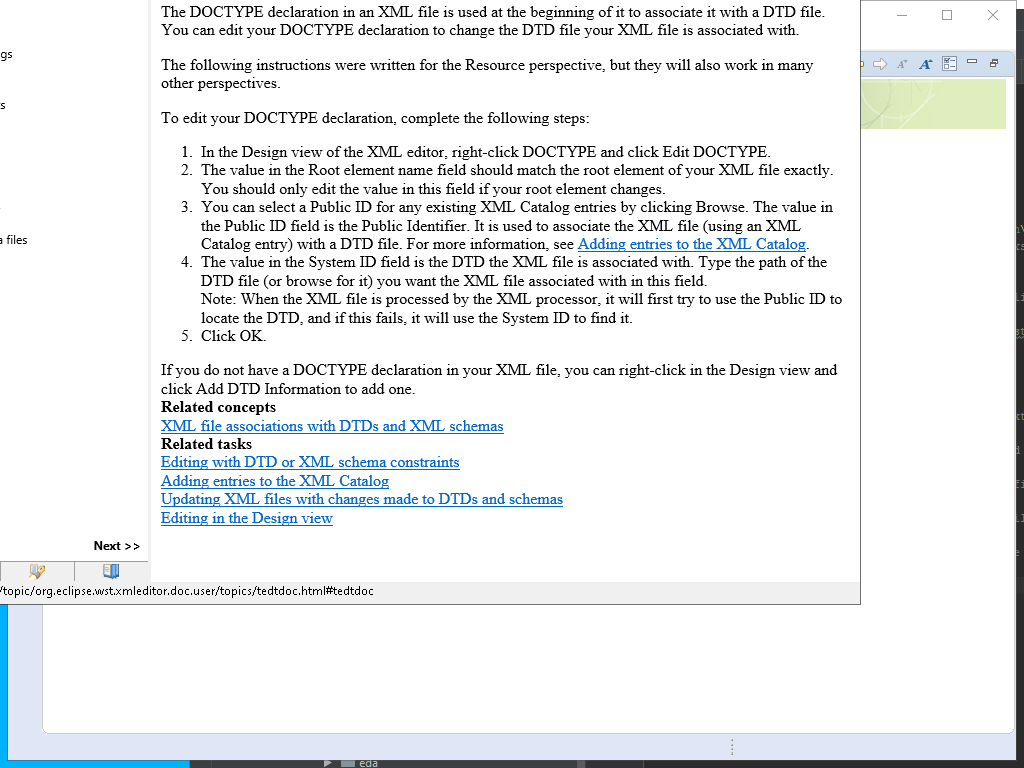 The DOCTYPE declaration in an XML file is used at the beginning of it to associate it with a DTD file.
You can edit your DOCTYPE declaration to change the DTD file your XML file is associated with.
gs
The following instructions were written for the Resource perspective, but they will also work in many
other perspectives.
s
To edit your DOCTYPE declaration, complete the following steps:
1. In the Design view of the XML editor, right-click DOCTYPE and click Edit DOCTYPE.
2. The value in the Root element name field should match the root element of your XML file exactly.
You should only edit the value in this field if your root element changes.
3. You can select a Public ID for any existing XML Catalog entries by clicking Browse. The value in
the Public ID field is the Public Identifier. It is used to associate the XML file (using an XML
Catalog entry) with a DTD file. For more information, see Adding entries to the XML Catalog.
files
4. The value in the System ID field is the DTD the XML file is associated with. Type the path of the
DTD file (or browse for it) you want the XML file associated with in this field.
Note: When the XML file is processed by the XML processor, it will first try to use the Public ID to
locate the DTD, and if this fails, it will use the System ID to find it.
5. Click OK.
If you do not have a DOCTYPE declaration in your XML file, you can right-click in the Design view and
click Add DTD Information to add one.
Related concepts
XML file associations with DTDs and XML schemas
Related tasks
Editing with DTD or XML schema constraints
Adding entries to the XML Catalog
Updating XML files with changes made to DTDs and schemas
Editing in the Design view
Next >>
/topic/org.eclipse.wst.xmleditor.doc.user/topics/tedtdoc.html#tedtdoc
eda